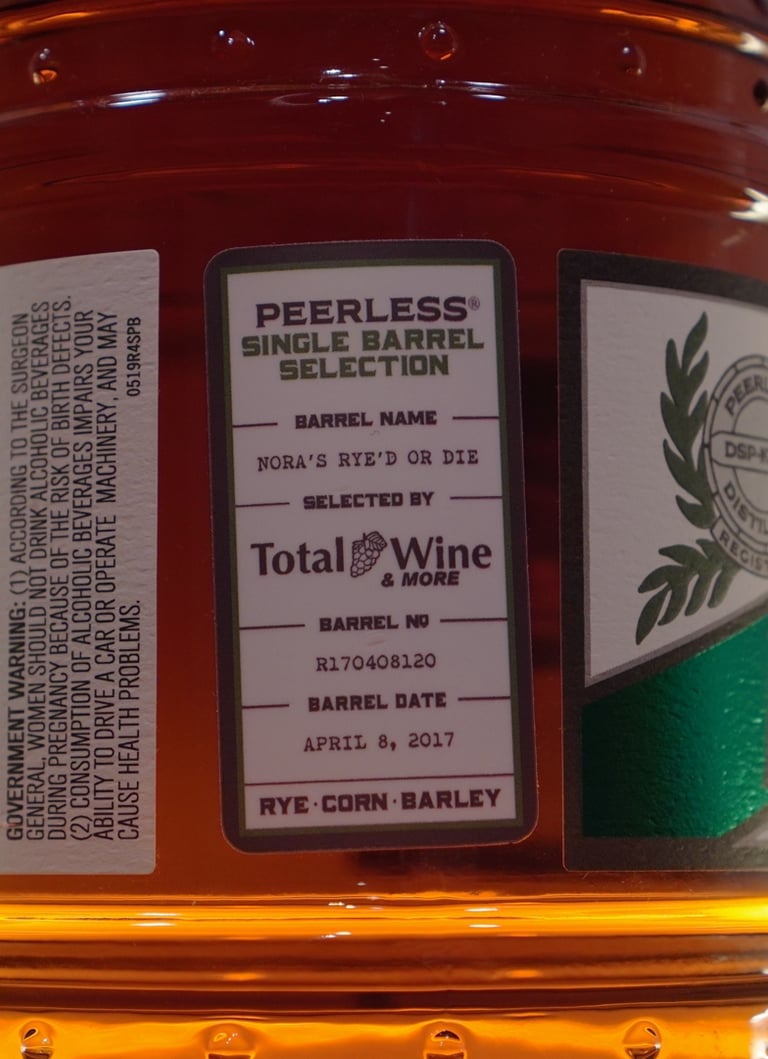 GOVERNMENT WARNING: (1) ACCORDING TO THE SURGEON
GENERAL, WOMEN SHOULD NOT DRINK ALCOHOLIC BEVERAGES
DURING PREGNANCY BECAUSE OF THE RISK OF BIRTH DEFECTS.
(2) CONSUMPTION OF ALCOHOLIC BEVERAGES IMPAIRS YOUR
ABILITY TO DRIVE A CAR OR OPERATE MACHINERY, AND MAY
CAUSE HEALTH PROBLEMS.
0519R4SPB
PEERLESS®
SINGLE BARREL
SELECTION
BARREL NAME
NORA'S RYE'D OR DIE
SELECTED BY
Total Wine
& MORE
BARREL NO
R170408120
BARREL DATE
APRIL 8, 2017
RYE·CORN·BARLEY